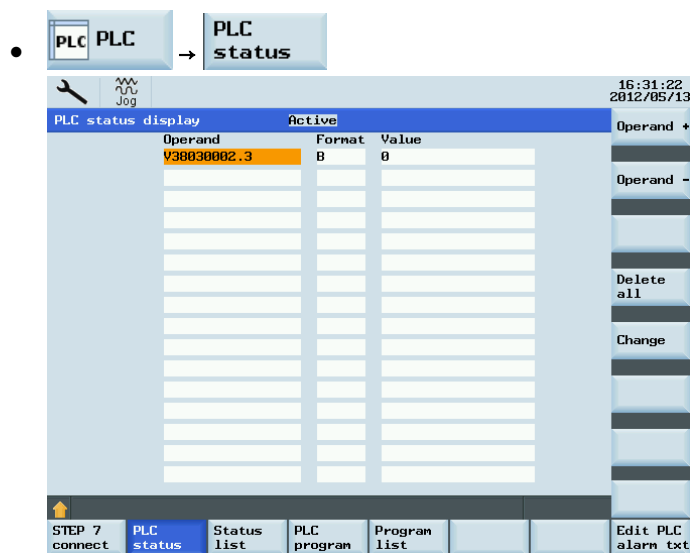 PLC PLC → PLC
status
16:31:22
2012/05/13
Jog
PLC status display Active
Operand Format Value
V38030002.3 B 0
Operand +
Operand -
Delete
all
Change
STEP 7
connect
PLC
status
Status
list
PLC
program
Program
list
Edit PLC
alarm txt